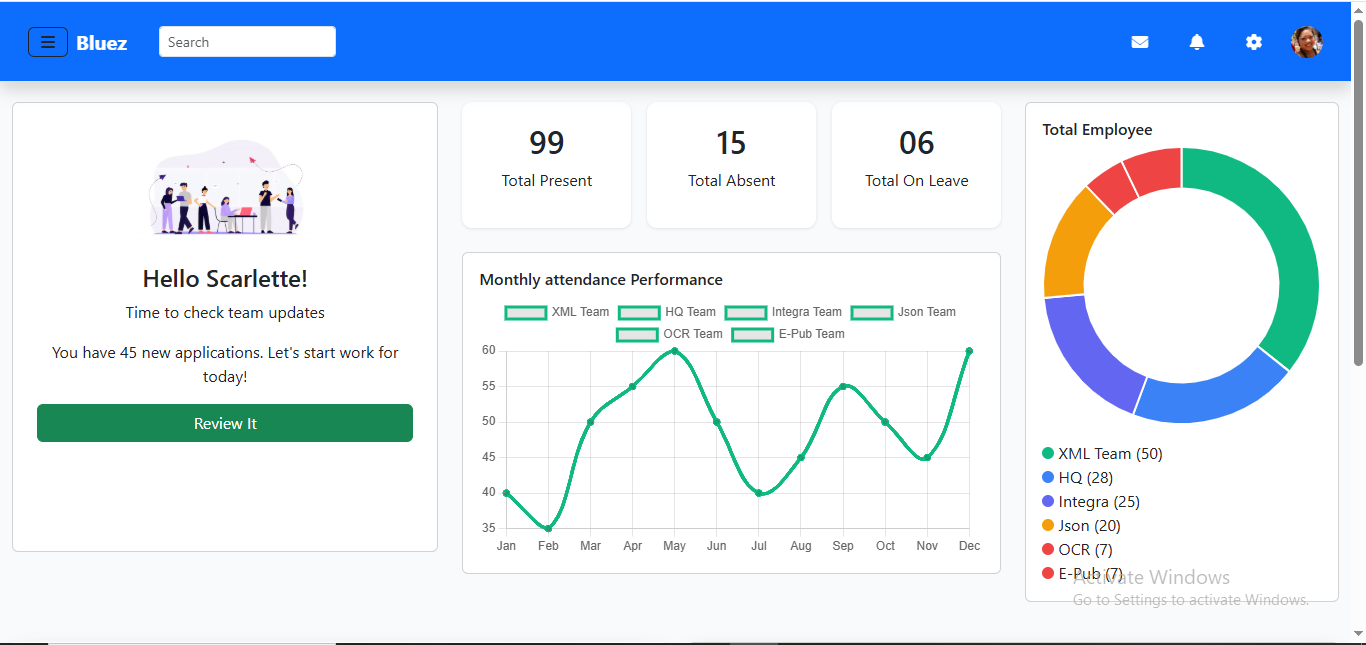 Bluez
Search
Hello Scarlette!
Time to check team updates
You have 45 new applications. Let's start work for
today!
Review It
99
Total Present
15
Total Absent
06
Total On Leave
Monthly attendance Performance
XML Team HQ Team Integra Team Json Team
OCR Team E-Pub Team
60
55
50
45
40
35
Jan Feb Mar Apr May Jun Jul Aug Sep Oct Nov Dec
Total Employee
XML Team (50)
HQ (28)
Integra (25)
Json (20)
OCR (7)
E-Pub (7)
Activate Windows
Go to Settings to activate Windows.